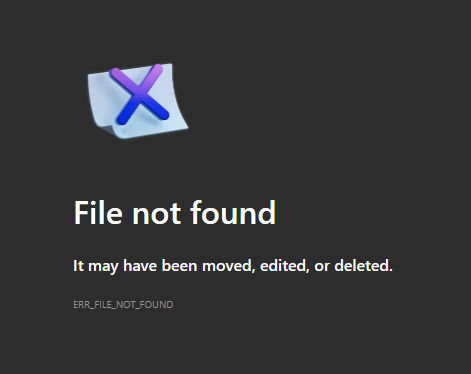 File not found
It may have been moved, edited, or deleted.
ERR_FILE_NOT_FOUND